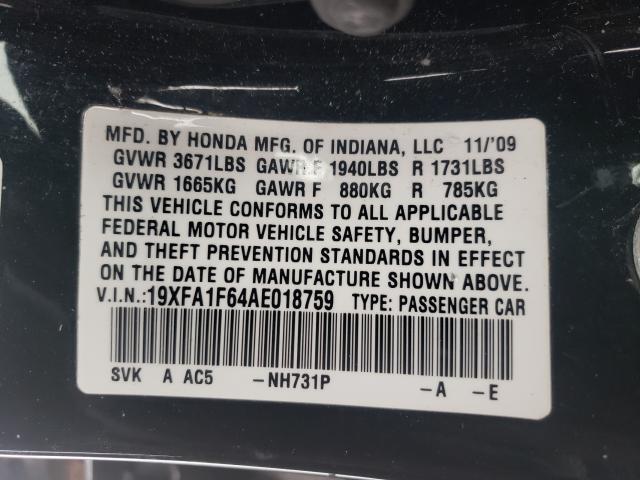 MFD. BY HONDA MFG. OF INDIANA, LLC 11/'09
GVWR 3671LBS GAWR F 1940LBS R 1731LBS
GVWR 1665KG GAWR F 880KG R 785KG
THIS VEHICLE CONFORMS TO ALL APPLICABLE
FEDERAL MOTOR VEHICLE SAFETY, BUMPER,
AND THEFT PREVENTION STANDARDS IN EFFECT
ON THE DATE OF MANUFACTURE SHOWN ABOVE.
V.I.N.:19XFA1F64AE018759 TYPE: PASSENGER CAR
SVK A AC5 -NH731P -A -E